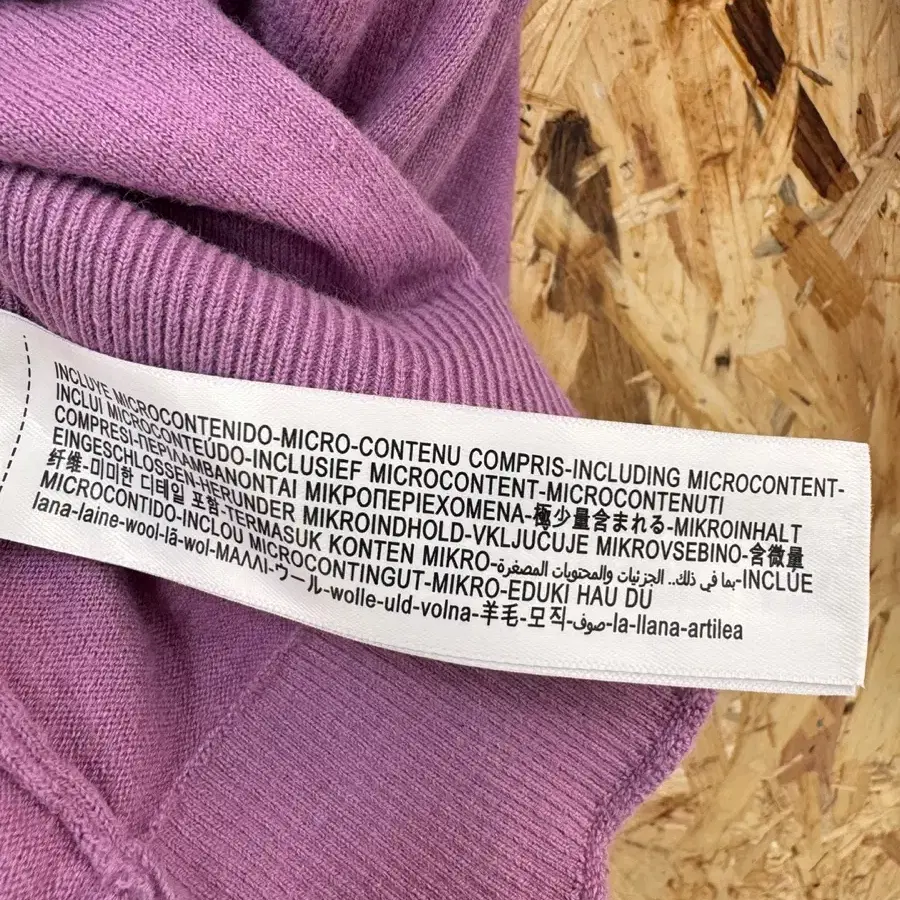 INCLUYE MICROCONTENIDO-MICRO-CONTENU COMPRIS-INCLUDING MICROCONTENT-
INCLUI MICROCONTEÚDO-INCLUSIEF MICROCONTENT-MICROCONTENUTI
COMPRESI-ΠΕΡΙΛΑΜΒΑΝΟΝΤΑΙ ΜΙΚΡΟΠΕΡΙΕΧΟΜΕΝΑ-極少量含まれる-MIKROINHALT
EINGESCHLOSSEN-HERUNDER MIKROINDHOLD-VKLJUČUJE MIKROVSEBINO-含微量
纤维-미미한 디테일 포함-TERMASUK KONTEN MIKRO-بما في ذلك.. الجزئيات والمحتويات المصغرة-INCLÚE
MICROCONTIDO-INCLOU MICROCONTINGUT-MIKRO-EDUKI HAU DU
lana-laine-wool-lã-wol-ΜΑΛΛΙ-ウール-wolle-uld-volna-羊毛-모직-صوف-la-llana-artilea